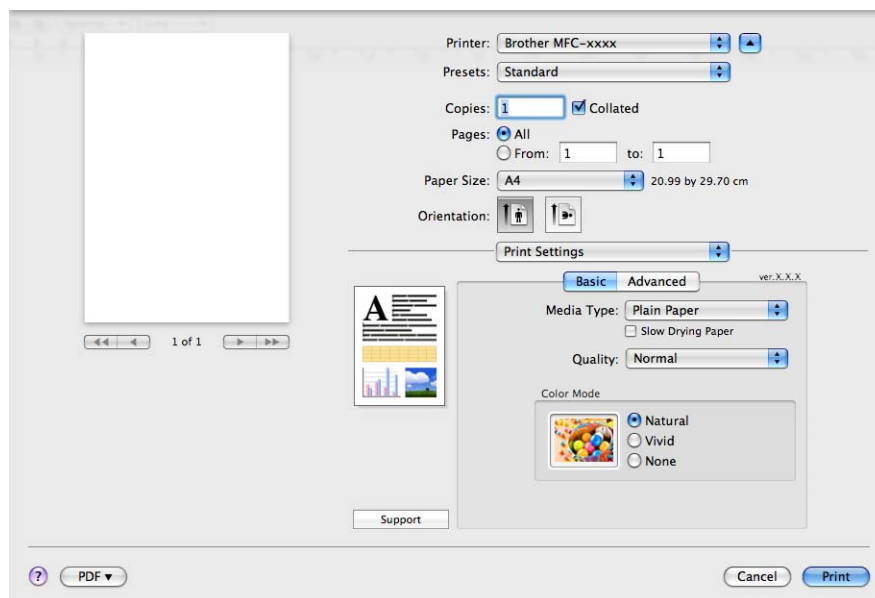 Printer: Brother MFC-xxxx
Presets: Standard
Copies: 1 Collated
Pages: All
From: 1 to: 1
Paper Size: A4 20.99 by 29.70 cm
Orientation:
Print Settings
1 of 1
Basic Advanced ver.X.X.X
A
Media Type: Plain Paper
Slow Drying Paper
Quality: Normal
Color Mode
Natural
Vivid
None
Support
? PDF Cancel Print